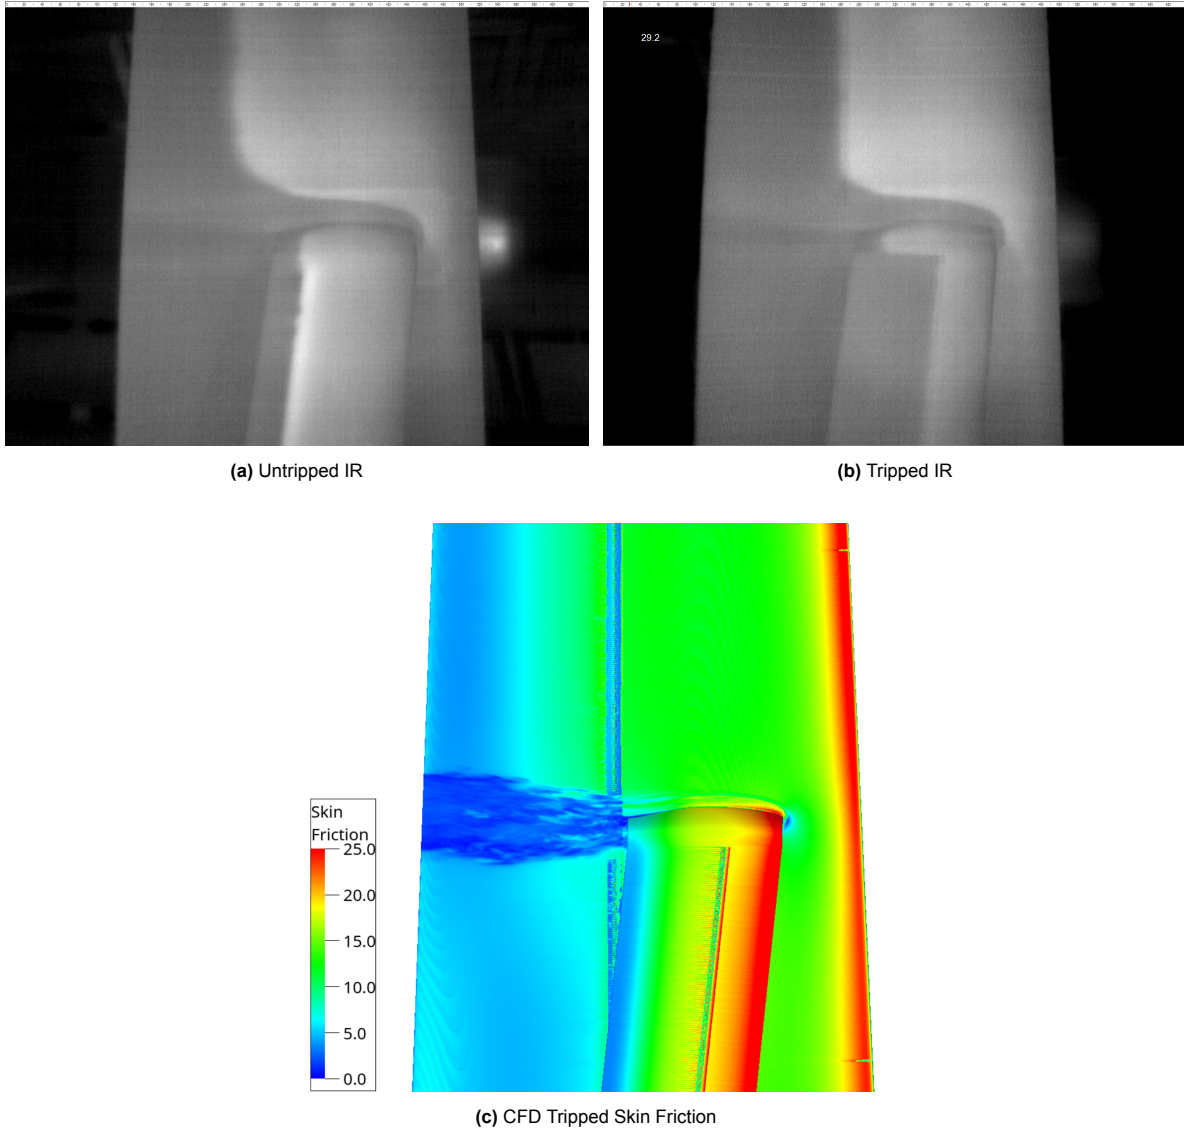 29.2
(a) Untripped IR
(b) Tripped IR
Skin
Friction
25.0
20.0
15.0
10.0
5.0
0.0
(c) CFD Tripped Skin Friction